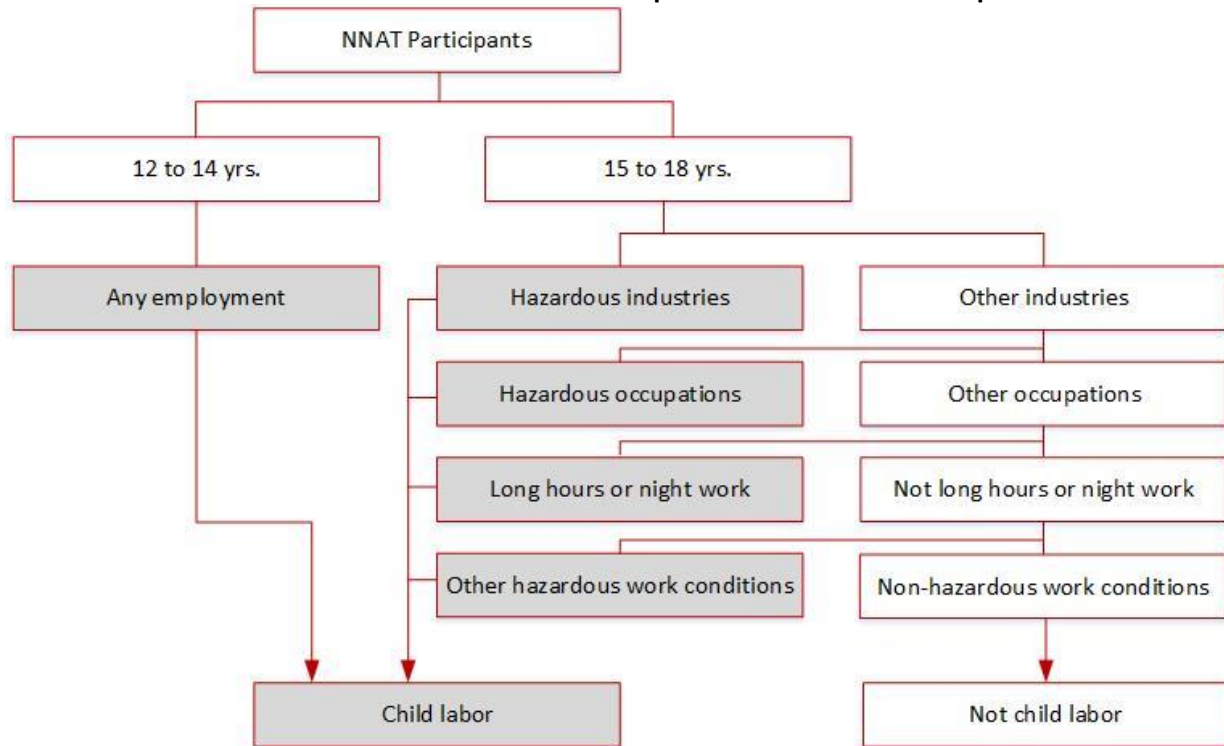 NNAT Participants
12 to 14 yrs.
15 to 18 yrs.
Any employment
Hazardous industries
Other industries
Hazardous occupations
Other occupations
Long hours or night work
Not long hours or night work
Other hazardous work conditions
Non-hazardous work conditions
Child labor
Not child labor